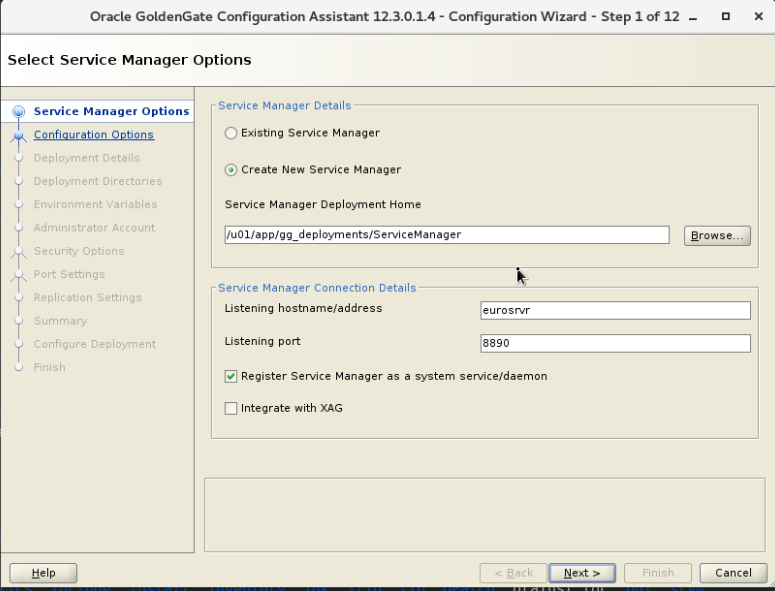 Oracle GoldenGate Configuration Assistant 12.3.0.1.4 - Configuration Wizard - Step 1 of 12
Select Service Manager Options
Service Manager Options
Configuration Options
Deployment Details
Deployment Directories
Environment Variables
Administrator Account
Security Options
Port Settings
Replication Settings
Summary
Configure Deployment
Finish
Service Manager Details
Existing Service Manager
Create New Service Manager
Service Manager Deployment Home
/u01/app/gg_deployments/ServiceManager
Browse...
Service Manager Connection Details
Listening hostname/address
eurosrvr
Listening port
8890
Register Service Manager as a system service/daemon
Integrate with XAG
Help
< Back
Next >
Finish
Cancel